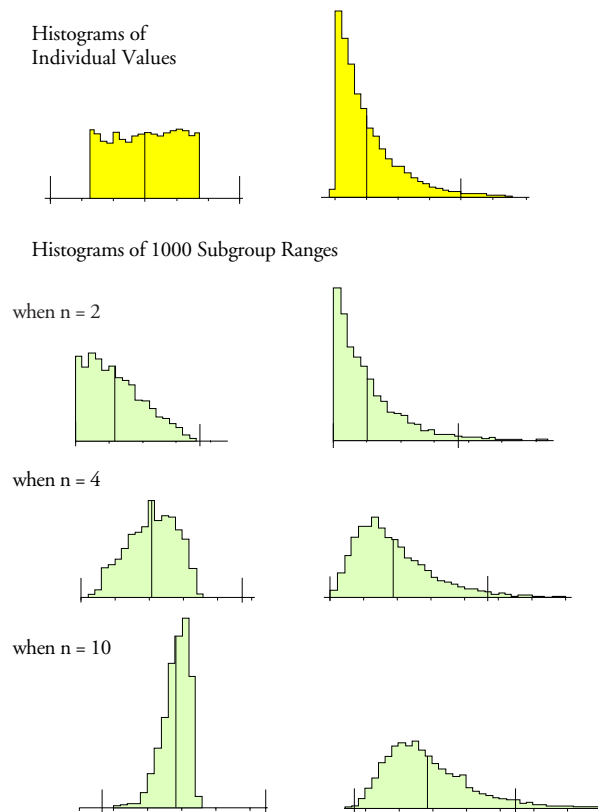 Histograms of
Individual Values
Histograms of 1000 Subgroup Ranges
when n = 2
when n = 4
when n = 10